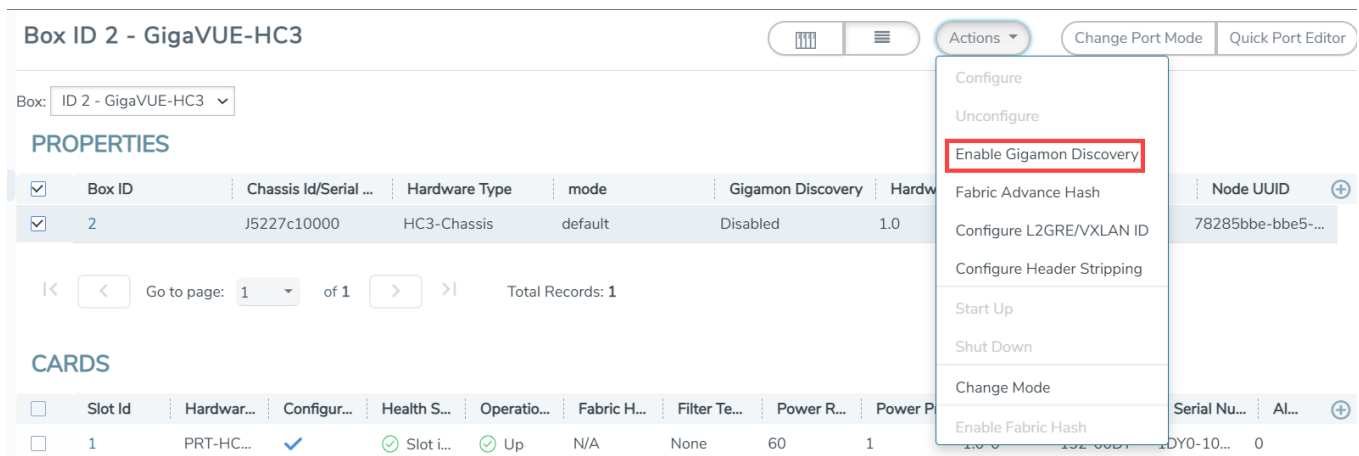 Box ID 2 - GigaVUE-HC3
Actions
Change Port Mode
Quick Port Editor
Box: ID 2 - GigaVUE-HC3
Configure
Unconfigure
Enable Gigamon Discovery
Fabric Advance Hash
Configure L2GRE/VXLAN ID
Configure Header Stripping
Start Up
Shut Down
Change Mode
Enable Fabric Hash
PROPERTIES
Box ID Chassis Id/Serial ... Hardware Type mode Gigamon Discovery Hardw Node UUID
2 J5227c10000 HC3-Chassis default Disabled 1.0 78285bbe-bbe5-...
Go to page: 1 of 1 Total Records: 1
CARDS
Slot Id Hardwar... Configur... Health S... Operatio... Fabric H... Filter Te... Power R... Power P Serial Nu... Al...
1 PRT-HC... Slot i... Up N/A None 60 1 1DY0-10... 0